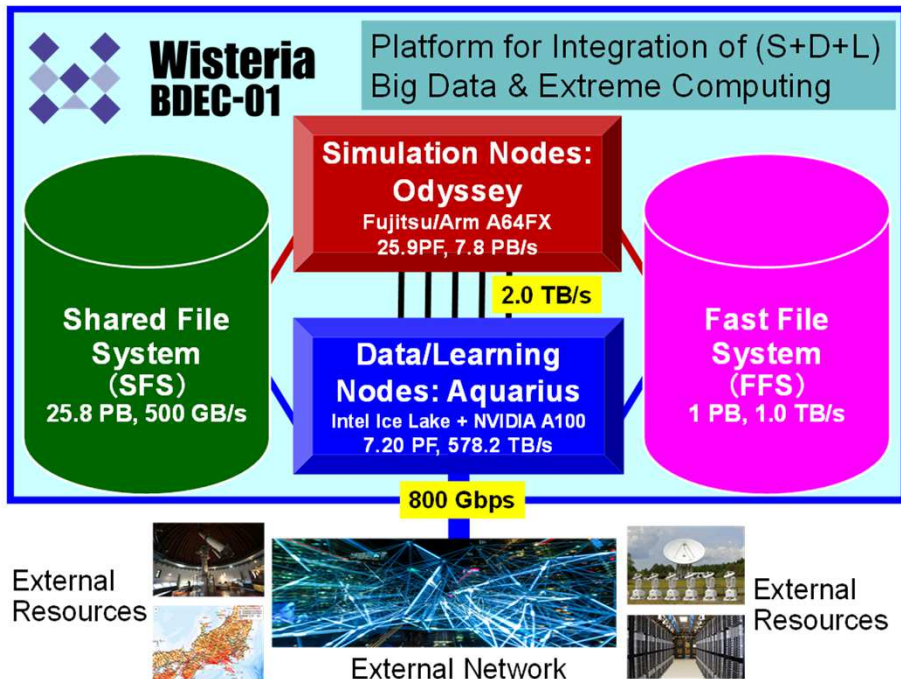 Wisteria
BDEC-01
Platform for Integration of (S+D+L)
Big Data & Extreme Computing
Simulation Nodes:
Odyssey
Fujitsu/Arm A64FX
25.9PF, 7.8 PB/s
2.0 TB/s
Shared File
System
（SFS）
25.8 PB, 500 GB/s
Data/Learning
Nodes: Aquarius
Intel Ice Lake + NVIDIA A100
7.20 PF, 578.2 TB/s
Fast File
System
（FFS）
1 PB, 1.0 TB/s
800 Gbps
External
Resources
External Network
External
Resources